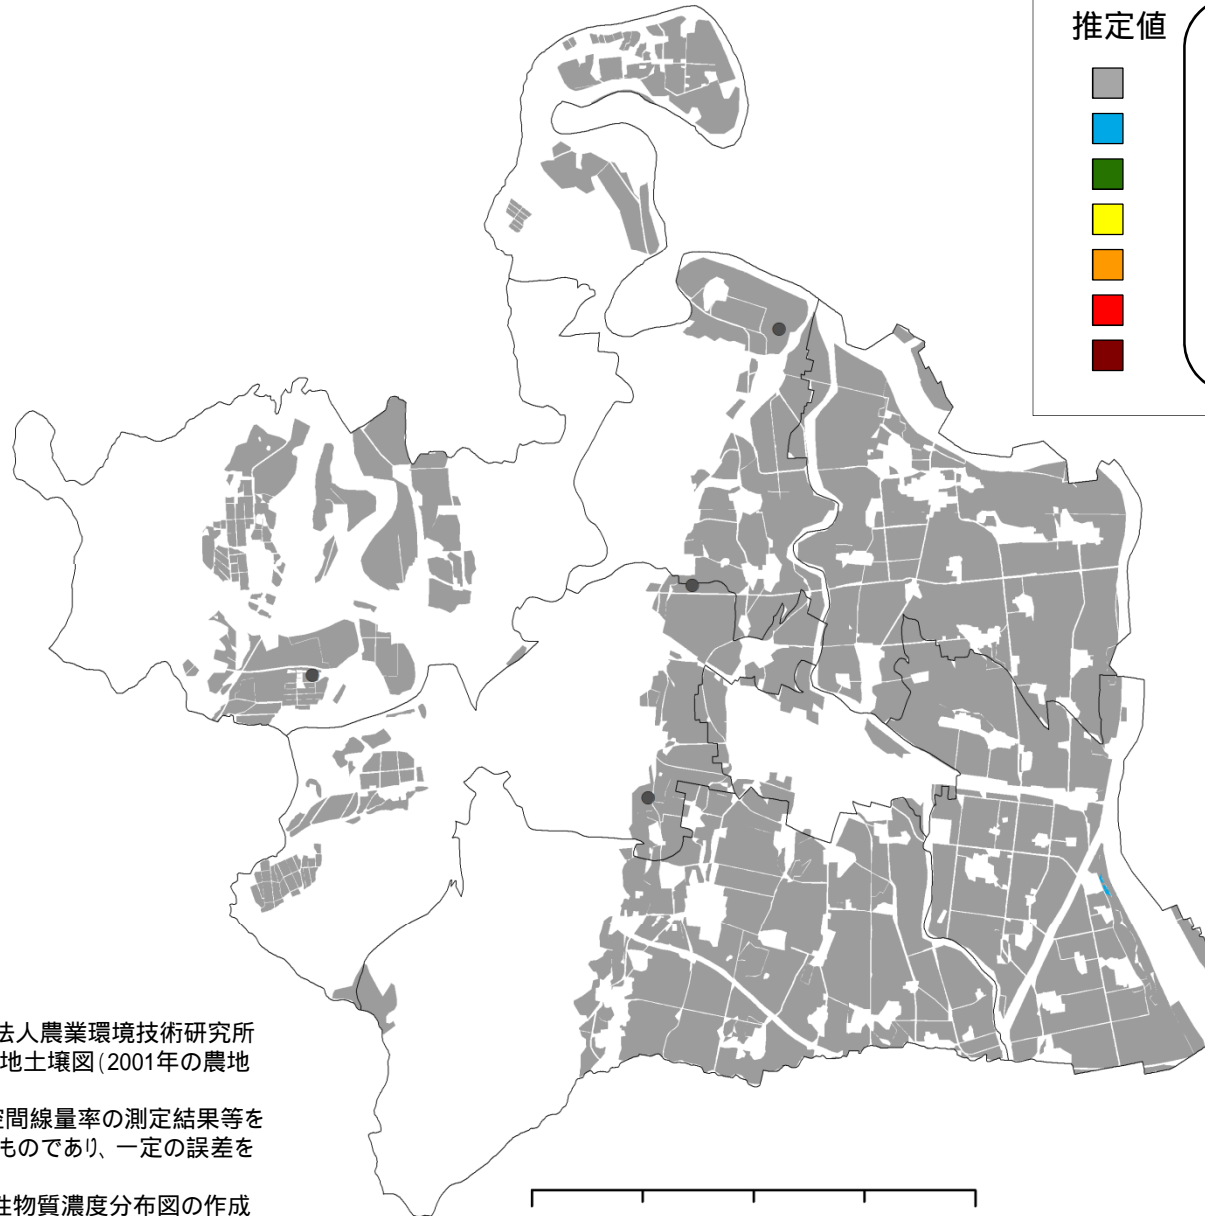 推定値
法人農業環境技術研究所
地土壌図(2001年の農地
空間線量率の測定結果等を
ものであり、一定の誤差を
性物質濃度分布図の作成